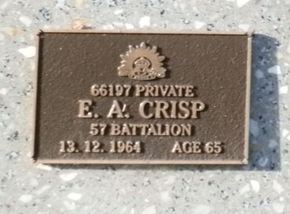 66197 PRIVATE
E. A. CRISP
57 BATTALION
13. 12. 1964 AGE 65